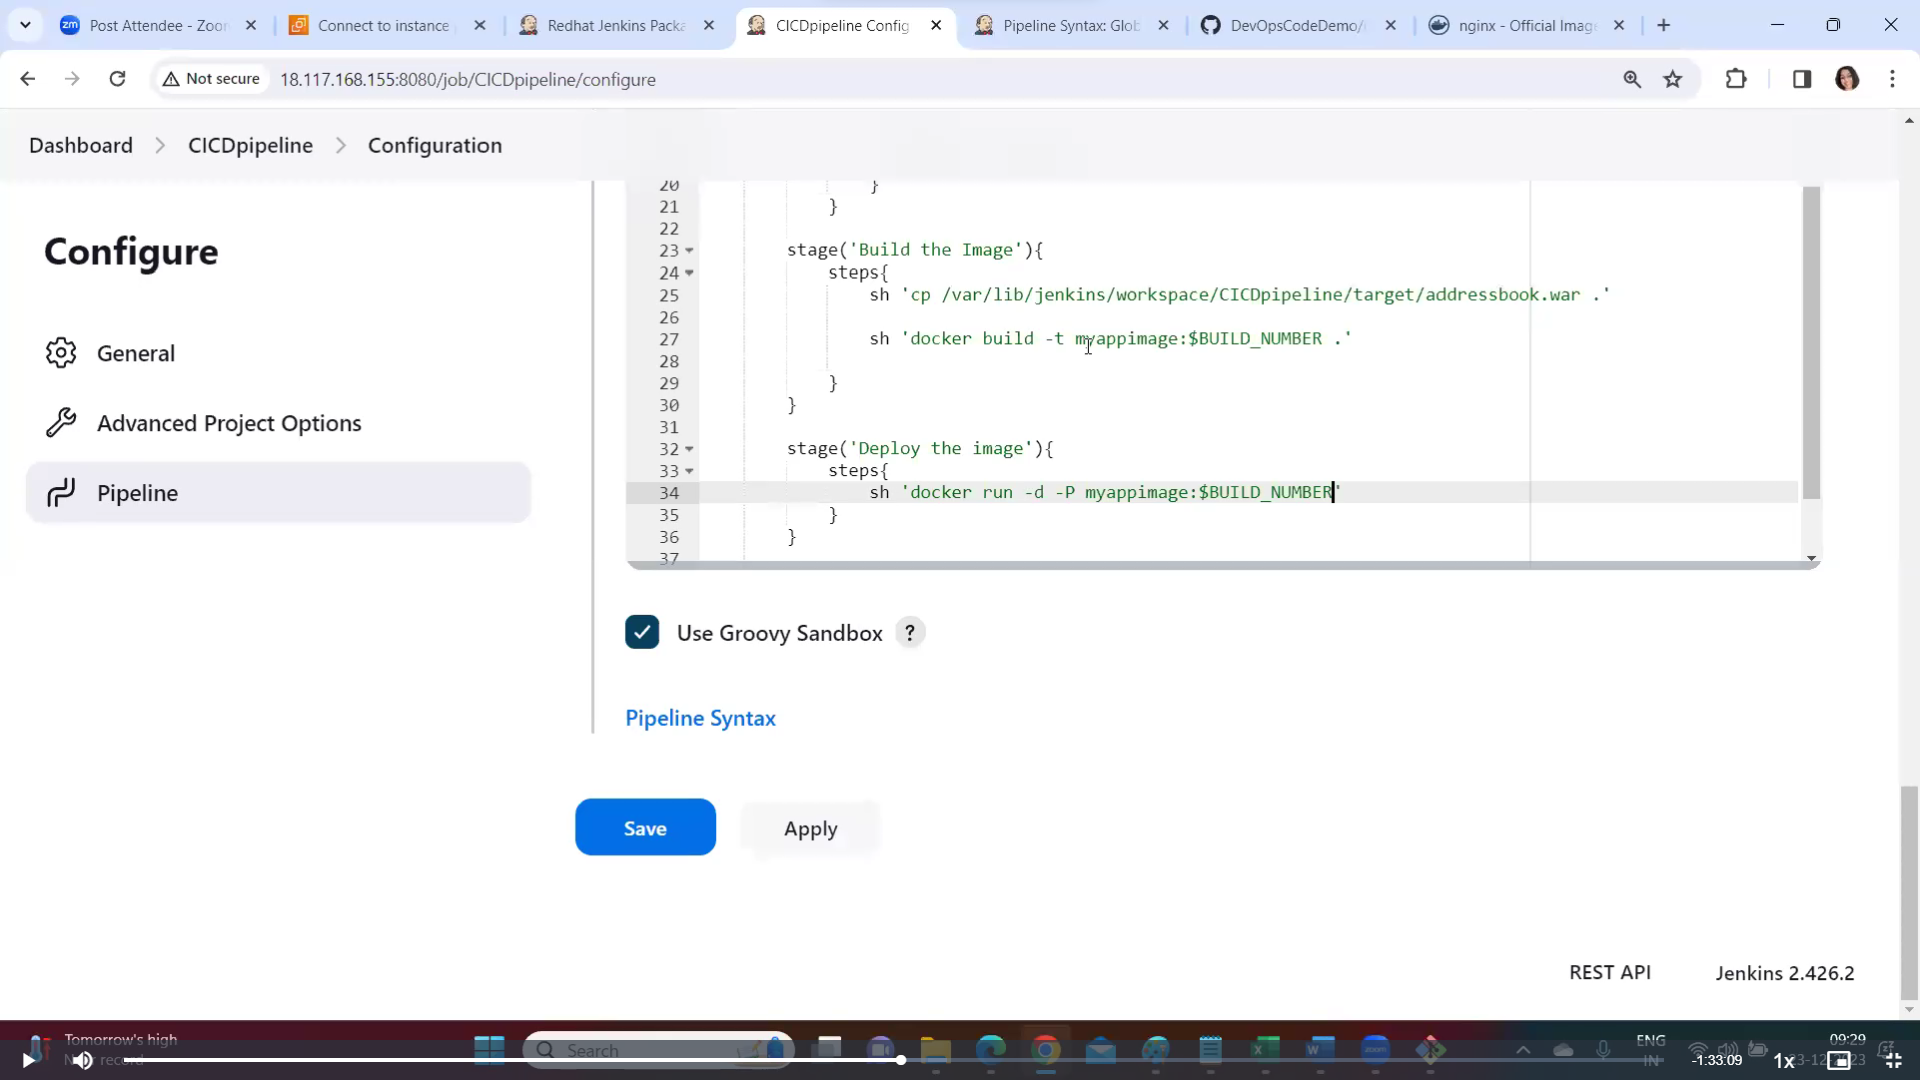 Post Attendee - Zoom
Connect to instance
Redhat Jenkins Packa
CICDpipeline Config
Pipeline Syntax: Glob
DevOpsCodeDemo/
nginx - Official Imag
Not secure
18.117.168.155:8080/job/CICDpipeline/configure
Dashboard > CICDpipeline > Configuration
Configure
General
Advanced Project Options
Pipeline
20 }
21 }
22
23 stage('Build the Image'){
24 steps{
25 sh 'cp /var/lib/jenkins/workspace/CICDpipeline/target/addressbook.war .'
26
27 sh 'docker build -t myappimage:$BUILD_NUMBER .'
28
29 }
30 }
31
32 stage('Deploy the image'){
33 steps{
34 sh 'docker run -d -P myappimage:$BUILD_NUMBER'
35 }
36 }
37
Use Groovy Sandbox ?
Pipeline Syntax
Save
Apply
REST API
Jenkins 2.426.2
Tomorrow's high
record
Search
ENG
IN
09:29
-1:33:09
1x